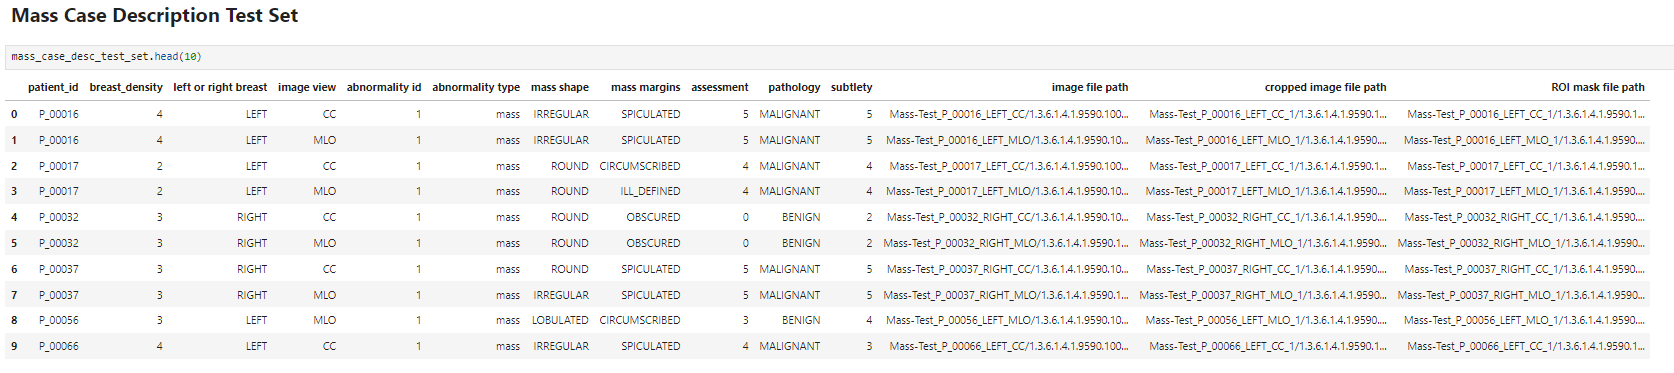 Mass Case Description Test Set
mass_case_desc_test_set.head(10)
patient_id breast_density left or right breast image view abnormality id abnormality type mass shape mass margins assessment pathology subtlety image file path cropped image file path ROI mask file path
0 P_00016 4 LEFT CC 1 mass IRREGULAR SPICULATED 5 MALIGNANT 5 Mass-Test_P_00016_LEFT_CC/1.3.6.1.4.1.9590.100... Mass-Test_P_00016_LEFT_CC_1/1.3.6.1.4.1.9590.1... Mass-Test_P_00016_LEFT_CC_1/1.3.6.1.4.1.9590.1...
1 P_00016 4 LEFT MLO 1 mass IRREGULAR SPICULATED 5 MALIGNANT 5 Mass-Test_P_00016_LEFT_MLO/1.3.6.1.4.1.9590.10... Mass-Test_P_00016_LEFT_MLO_1/1.3.6.1.4.1.9590.... Mass-Test_P_00016_LEFT_MLO_1/1.3.6.1.4.1.9590....
2 P_00017 2 LEFT CC 1 mass ROUND CIRCUMSCRIBED 4 MALIGNANT 4 Mass-Test_P_00017_LEFT_CC/1.3.6.1.4.1.9590.100... Mass-Test_P_00017_LEFT_CC_1/1.3.6.1.4.1.9590.1... Mass-Test_P_00017_LEFT_CC_1/1.3.6.1.4.1.9590.1...
3 P_00017 2 LEFT MLO 1 mass ROUND ILL_DEFINED 4 MALIGNANT 4 Mass-Test_P_00017_LEFT_MLO/1.3.6.1.4.1.9590.10... Mass-Test_P_00017_LEFT_MLO_1/1.3.6.1.4.1.9590.... Mass-Test_P_00017_LEFT_MLO_1/1.3.6.1.4.1.9590....
4 P_00032 3 RIGHT CC 1 mass ROUND OBSCURED 0 BENIGN 2 Mass-Test_P_00032_RIGHT_CC/1.3.6.1.4.1.9590.10... Mass-Test_P_00032_RIGHT_CC_1/1.3.6.1.4.1.9590.... Mass-Test_P_00032_RIGHT_CC_1/1.3.6.1.4.1.9590....
5 P_00032 3 RIGHT MLO 1 mass ROUND OBSCURED 0 BENIGN 2 Mass-Test_P_00032_RIGHT_MLO/1.3.6.1.4.1.9590.1... Mass-Test_P_00032_RIGHT_MLO_1/1.3.6.1.4.1.9590... Mass-Test_P_00032_RIGHT_MLO_1/1.3.6.1.4.1.9590...
6 P_00037 3 RIGHT CC 1 mass ROUND SPICULATED 5 MALIGNANT 5 Mass-Test_P_00037_RIGHT_CC/1.3.6.1.4.1.9590.10... Mass-Test_P_00037_RIGHT_CC_1/1.3.6.1.4.1.9590.... Mass-Test_P_00037_RIGHT_CC_1/1.3.6.1.4.1.9590....
7 P_00037 3 RIGHT MLO 1 mass IRREGULAR SPICULATED 5 MALIGNANT 5 Mass-Test_P_00037_RIGHT_MLO/1.3.6.1.4.1.9590.1... Mass-Test_P_00037_RIGHT_MLO_1/1.3.6.1.4.1.9590... Mass-Test_P_00037_RIGHT_MLO_1/1.3.6.1.4.1.9590...
8 P_00056 3 LEFT MLO 1 mass LOBULATED CIRCUMSCRIBED 3 BENIGN 4 Mass-Test_P_00056_LEFT_MLO/1.3.6.1.4.1.9590.10... Mass-Test_P_00056_LEFT_MLO_1/1.3.6.1.4.1.9590.... Mass-Test_P_00056_LEFT_MLO_1/1.3.6.1.4.1.9590....
9 P_00066 4 LEFT CC 1 mass IRREGULAR SPICULATED 4 MALIGNANT 3 Mass-Test_P_00066_LEFT_CC/1.3.6.1.4.1.9590.100... Mass-Test_P_00066_LEFT_CC_1/1.3.6.1.4.1.9590.1... Mass-Test_P_00066_LEFT_CC_1/1.3.6.1.4.1.9590.1...